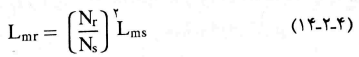 L_mr = (N_r / N_s)^۲ L_ms (۱۴-۲-۴)